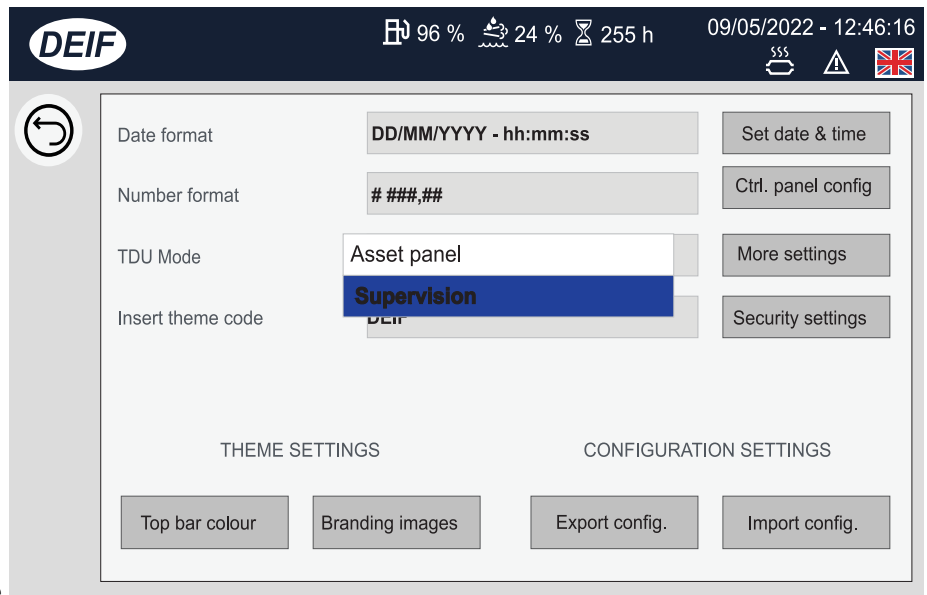 DEIF
96 %
24 %
255 h
09/05/2022 - 12:46:16
Date format
DD/MM/YYYY - hh:mm:ss
Set date & time
Number format
# ###,##
Ctrl. panel config
TDU Mode
Asset panel
More settings
Supervision
Insert theme code
DEIF
Security settings
THEME SETTINGS
CONFIGURATION SETTINGS
Top bar colour
Branding images
Export config.
Import config.